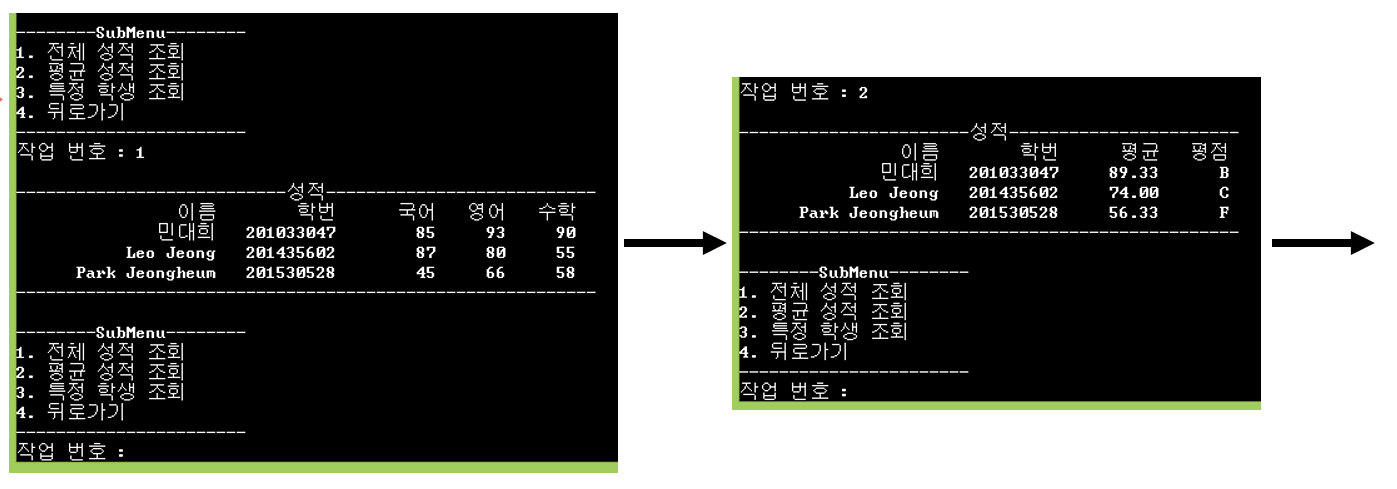 --------SubMenu--------
1. 전체 성적 조회
2. 평균 성적 조회
3. 특정 학생 조회
4. 뒤로가기
-----------------------
작업 번호 : 1
---------------------------성적---------------------------
이름 학번 국어 영어 수학
민대희 201033047 85 93 90
Leo Jeong 201435602 87 80 55
Park Jeongheum 201530528 45 66 58
----------------------------------------------------------
--------SubMenu--------
1. 전체 성적 조회
2. 평균 성적 조회
3. 특정 학생 조회
4. 뒤로가기
-----------------------
작업 번호 :
작업 번호 : 2
-----------------------성적-----------------------
이름 학번 평균 평점
민대희 201033047 89.33 B
Leo Jeong 201435602 74.00 C
Park Jeongheum 201530528 56.33 F
--------------------------------------------------
--------SubMenu--------
1. 전체 성적 조회
2. 평균 성적 조회
3. 특정 학생 조회
4. 뒤로가기
-----------------------
작업 번호 :